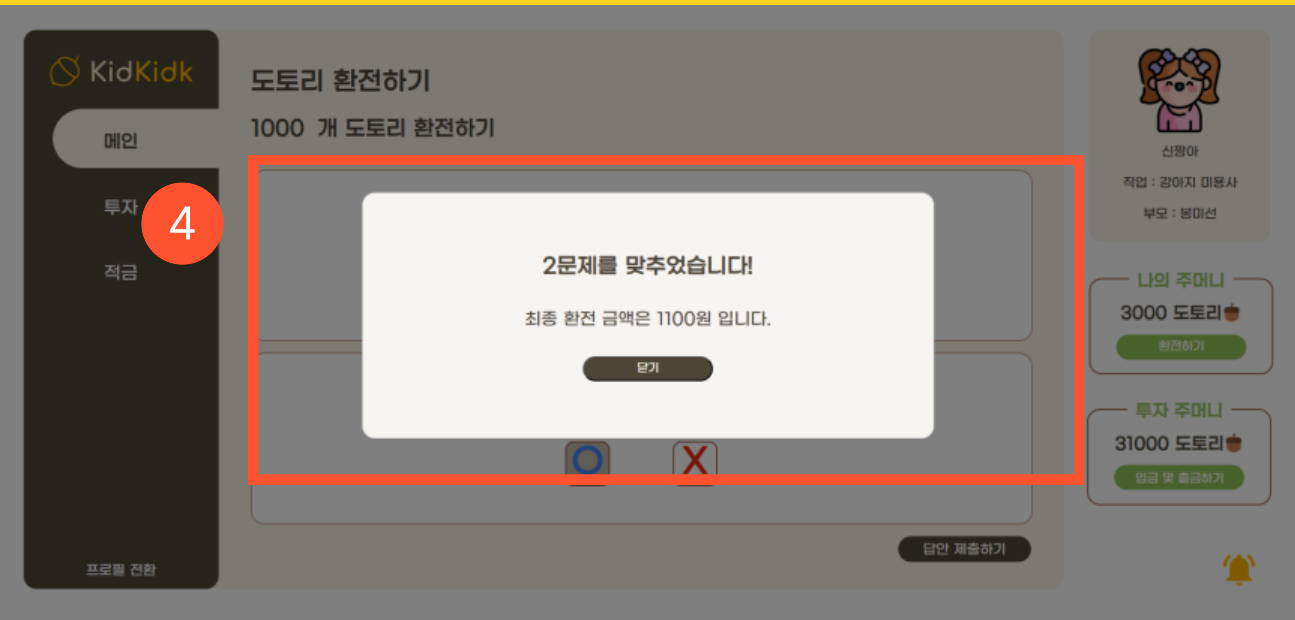 KidKidk
메인
투자
적금
프로필 전환
4
도토리 환전하기
1000 개 도토리 환전하기
2문제를 맞추었습니다!
최종 환전 금액은 1100원 입니다.
닫기
O
X
답안 제출하기
신짱아
직업 : 강아지 미용사
부모 : 봉미선
나의 주머니
3000 도토리
환전하기
투자 주머니
31000 도토리
입금 및 출금하기